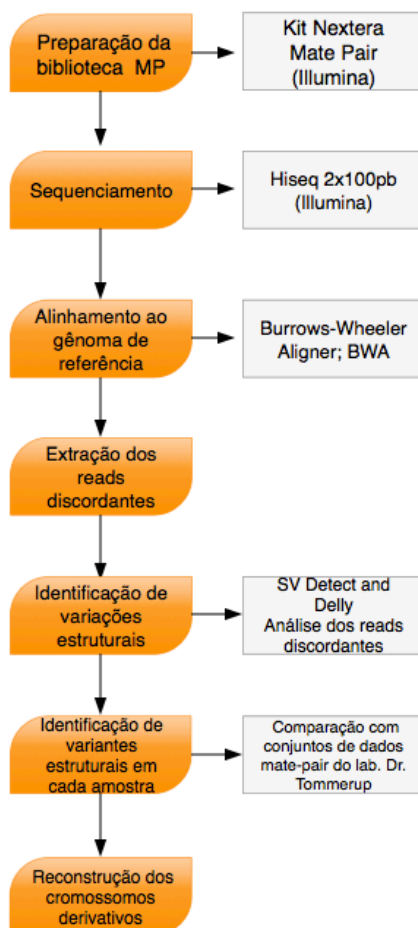 Preparação da
biblioteca MP
Kit Nextera
Mate Pair
(Illumina)
Sequenciamento
Hiseq 2x100pb
(Illumina)
Alinhamento ao
gênoma de
referência
Burrows-Wheeler
Aligner; BWA
Extração dos
reads
discordantes
Identificação de
variações
estruturais
SV Detect and
Delly
Análise dos reads
discordantes
Identificação de
variantes
estruturais em
cada amostra
Comparação com
conjuntos de dados
mate-pair do lab. Dr.
Tommerup
Reconstrução dos
cromossomos
derivativos